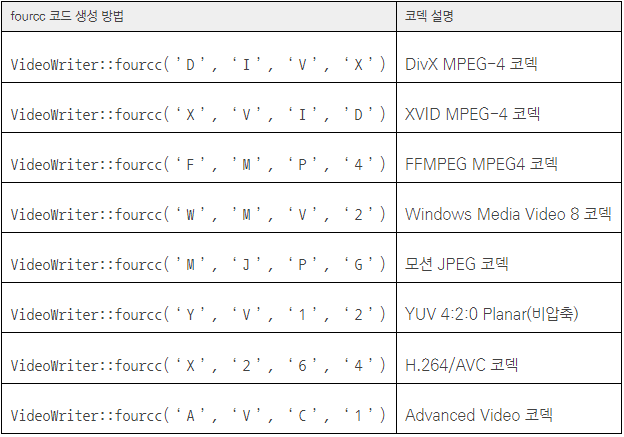 fourcc 코드 생성 방법 코덱 설명
VideoWriter::fourcc(‘D’, ‘I’, ‘V’, ‘X’) DivX MPEG-4 코덱
VideoWriter::fourcc(‘X’, ‘V’, ‘I’, ’D’) XVID MPEG-4 코덱
VideoWriter::fourcc(‘F’, ‘M’, ‘P’, ‘4’) FFMPEG MPEG4 코덱
VideoWriter::fourcc(‘W’, ’M’, ‘V’, ‘2’) Windows Media Video 8 코덱
VideoWriter::fourcc(‘M’, ‘J’, ‘P’, ‘G’) 모션 JPEG 코덱
VideoWriter::fourcc(‘Y’, ‘V’, ‘1’, ‘2’) YUV 4:2:0 Planar(비압축)
VideoWriter::fourcc(‘X’, ‘2’, ‘6’, ‘4’) H.264/AVC 코덱
VideoWriter::fourcc(‘A’, ‘V’, ‘C’, ‘1’) Advanced Video 코덱